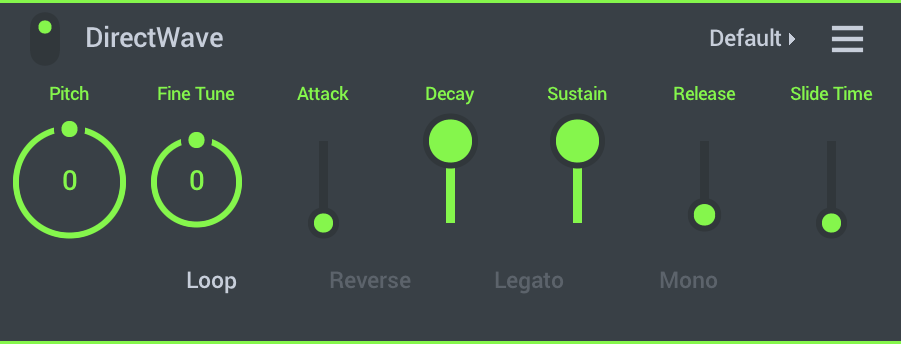 DirectWave Default
Pitch Fine Tune Attack Decay Sustain Release Slide Time
0 0
Loop Reverse Legato Mono